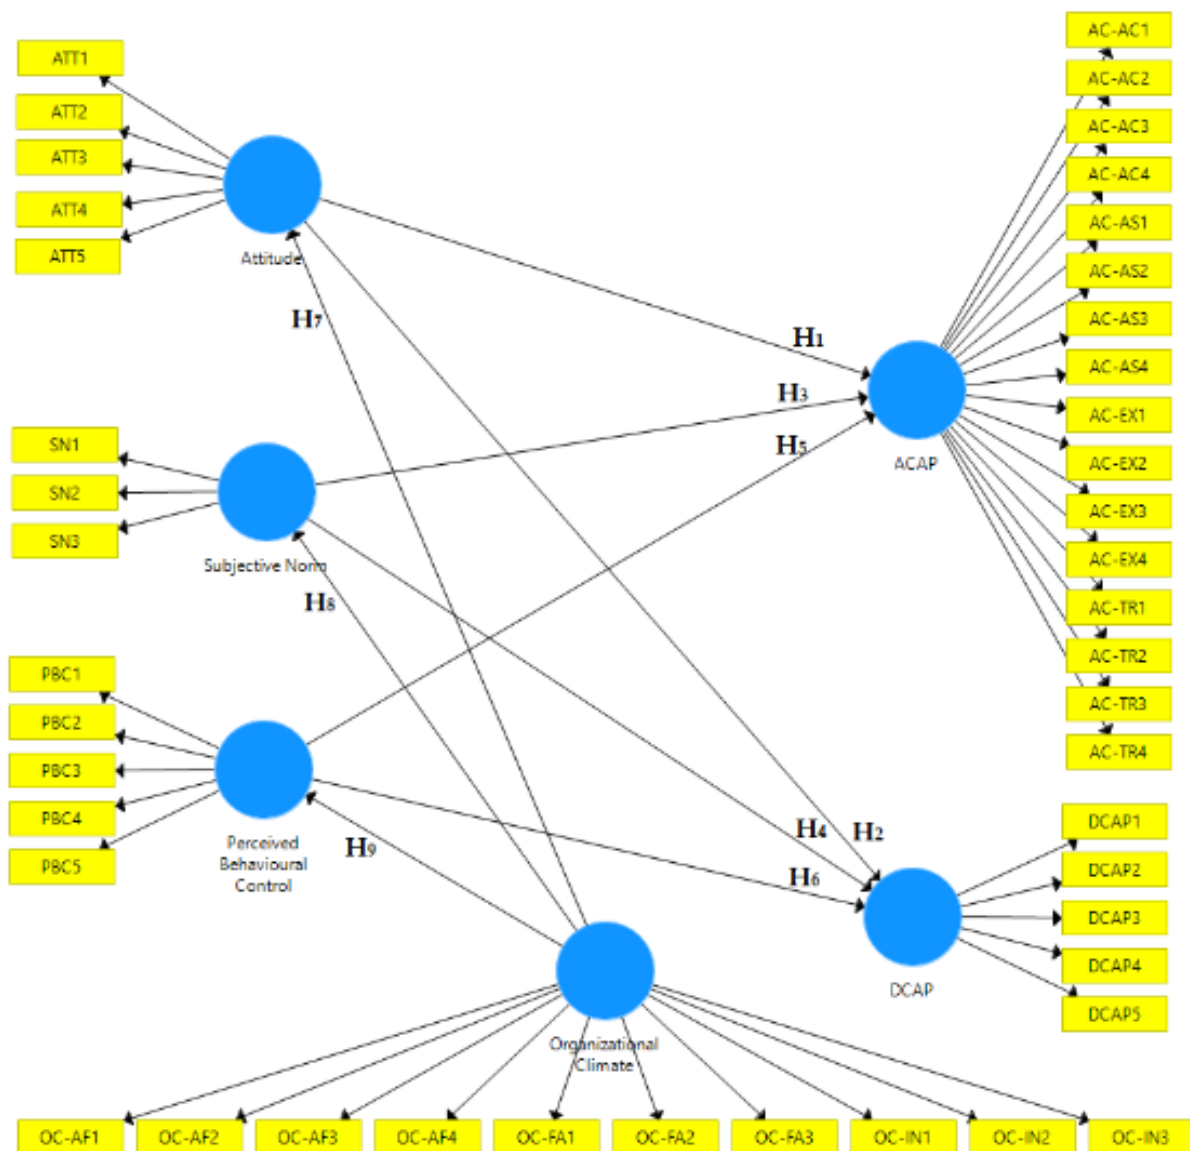 ATT1
ATT2
ATT3
ATT4
ATT5
Attitude
H7
H1
H3
H5
SN1
SN2
SN3
Subjective Norm
H8
PBC1
PBC2
PBC3
PBC4
PBC5
Perceived
Behavioural
Control
H9
H4
H2
H6
ACAP
AC-AC1
AC-AC2
AC-AC3
AC-AC4
AC-AS1
AC-AS2
AC-AS3
AC-AS4
AC-EX1
AC-EX2
AC-EX3
AC-EX4
AC-TR1
AC-TR2
AC-TR3
AC-TR4
DCAP
DCAP1
DCAP2
DCAP3
DCAP4
DCAP5
Organizational
Climate
OC-AF1
OC-AF2
OC-AF3
OC-AF4
OC-FA1
OC-FA2
OC-FA3
OC-IN1
OC-IN2
OC-IN3